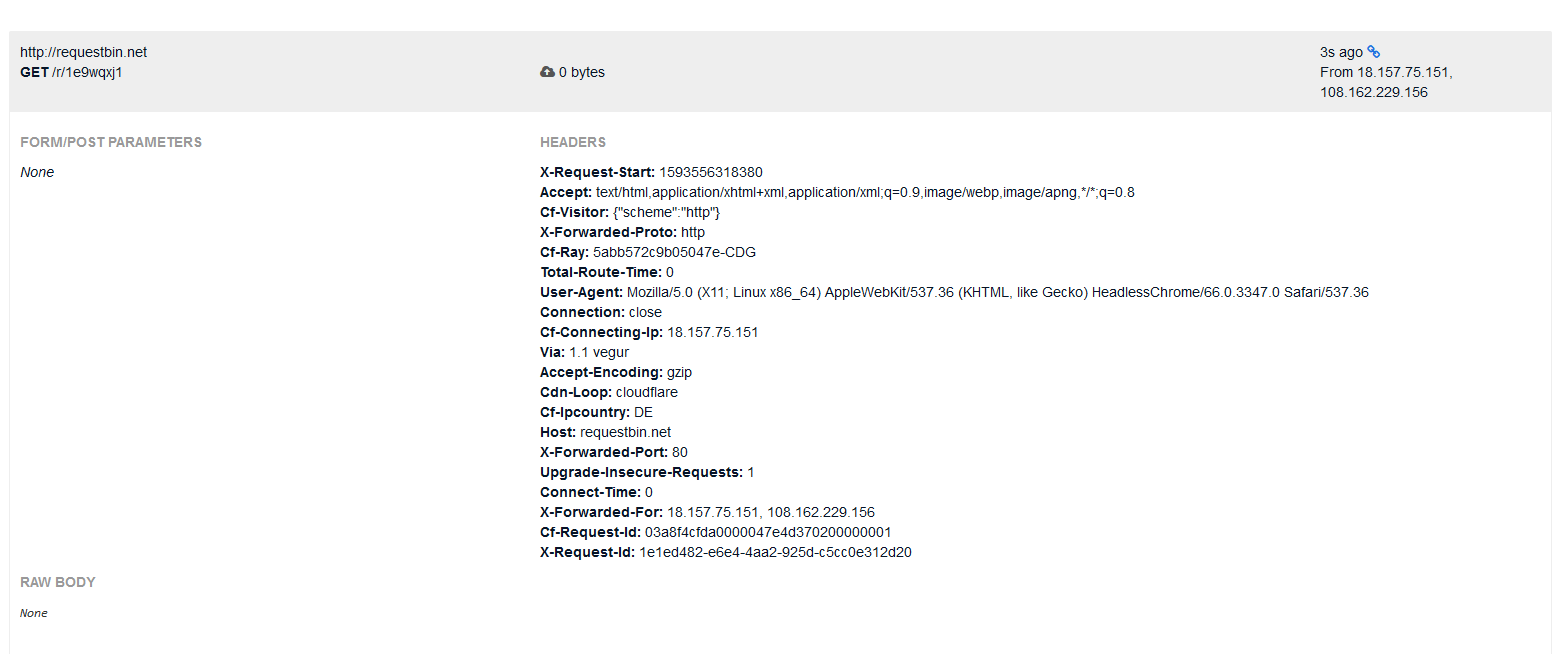 http://requestbin.net
GET /r/1e9wqxj1
0 bytes
3s ago
From 18.157.75.151,
108.162.229.156
FORM/POST PARAMETERS
None
HEADERS
X-Request-Start: 1593556318380
Accept: text/html,application/xhtml+xml,application/xml;q=0.9,image/webp,image/apng,*/*;q=0.8
Cf-Visitor: {"scheme":"http"}
X-Forwarded-Proto: http
Cf-Ray: 5abb572c9b05047e-CDG
Total-Route-Time: 0
User-Agent: Mozilla/5.0 (X11; Linux x86_64) AppleWebKit/537.36 (KHTML, like Gecko) HeadlessChrome/66.0.3347.0 Safari/537.36
Connection: close
Cf-Connecting-Ip: 18.157.75.151
Via: 1.1 vegur
Accept-Encoding: gzip
Cdn-Loop: cloudflare
Cf-Ipcountry: DE
Host: requestbin.net
X-Forwarded-Port: 80
Upgrade-Insecure-Requests: 1
Connect-Time: 0
X-Forwarded-For: 18.157.75.151, 108.162.229.156
Cf-Request-Id: 03a8f4cfda0000047e4d370200000001
X-Request-Id: 1e1ed482-e6e4-4aa2-925d-c5cc0e312d20
RAW BODY
None